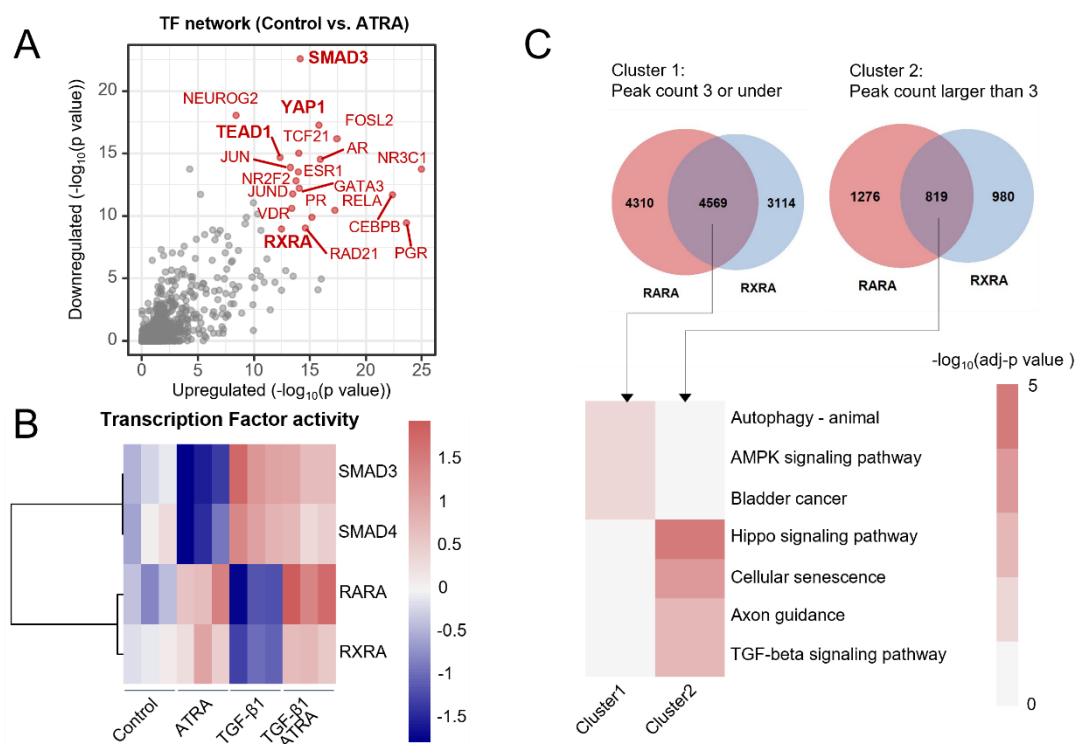 A
TF network (Control vs. ATRA)
Downregulated (-log10(p value))
20
15
10
5
0
SMAD3
NEUROG2
YAP1
FOSL2
TEAD1
TCF21
AR
NR3C1
JUN
ESR1
NR2F2
GATA3
JUND
PR
RELA
VDR
CEBPB
RXRA
RAD21
PGR
0
5
10
15
20
25
Upregulated (-log10(p value))
B
Transcription Factor activity
SMAD3
SMAD4
RARA
RXRA
1.5
1
0.5
0
-0.5
-1
-1.5
Control
ATRA
TGF-β1
TGF-β1
ATRA
C
Cluster 1:
Peak count 3 or under
4310
4569
3114
RARA
RXRA
Cluster 2:
Peak count larger than 3
1276
819
980
RARA
RXRA
-log10(adj-p value )
5
0
Autophagy - animal
AMPK signaling pathway
Bladder cancer
Hippo signaling pathway
Cellular senescence
Axon guidance
TGF-beta signaling pathway
Cluster1
Cluster2